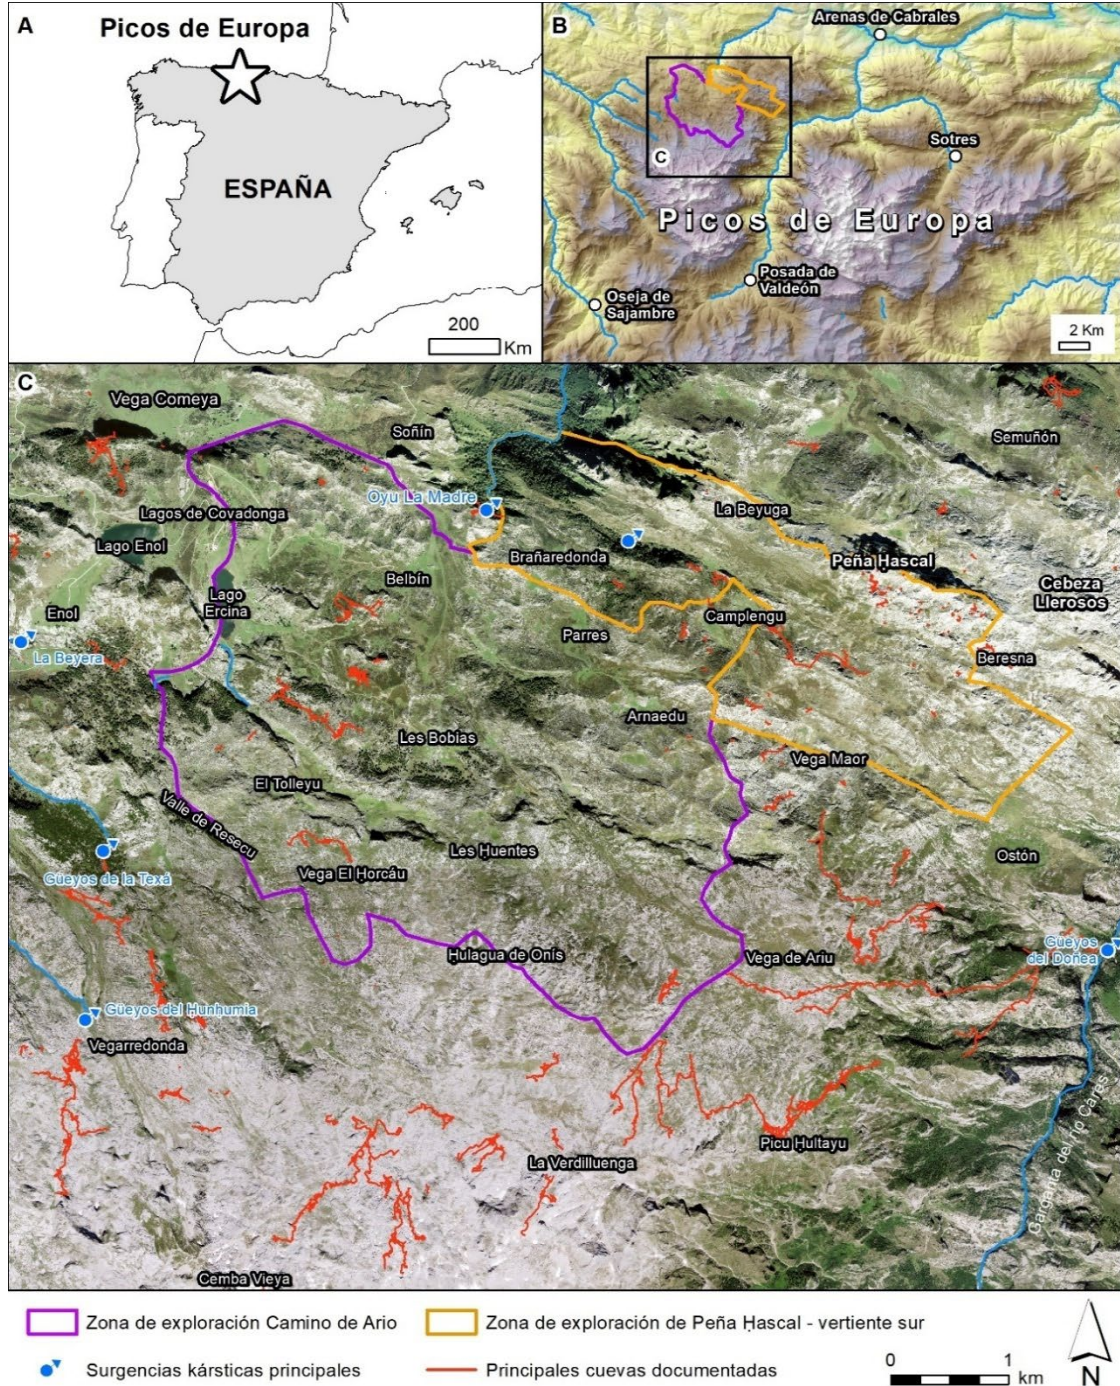 A
Picos de Europa
ESPAÑA
200
Km
B
Arenas de Cabrales
C
Sotres
Picos de Europa
Posada de
Valdeón
Oseja de
Sajambre
2 Km
C
Vega Comeya
Soñín
Semuñón
Oyu La Madre
La Beyuga
Lagos de Covadonga
Lago Enol
Brañaredonda
Peña Ḥascal
Belbín
Cebeza
Llerosos
Lago
Ercina
Enol
Camplengu
La Beyera
Parres
Beresna
Arnaedu
Les Bobias
Vega Maor
El Tolleyu
Valle de Resecu
Les Ḥuentes
Ostón
Güeyos de la Texá
Vega El Ḥorcáu
Güeyos
del Doñea
Ḥulagua de Onís
Vega de Ariu
Güeyos del Hunhumia
Vegarredonda
Garganta del río Cares
Picu Ḥultayu
La Verdilluenga
Cemba Vieya
Zona de exploración Camino de Ario
Zona de exploración de Peña Ḥascal - vertiente sur
Surgencias kársticas principales
Principales cuevas documentadas
0
1
km
N